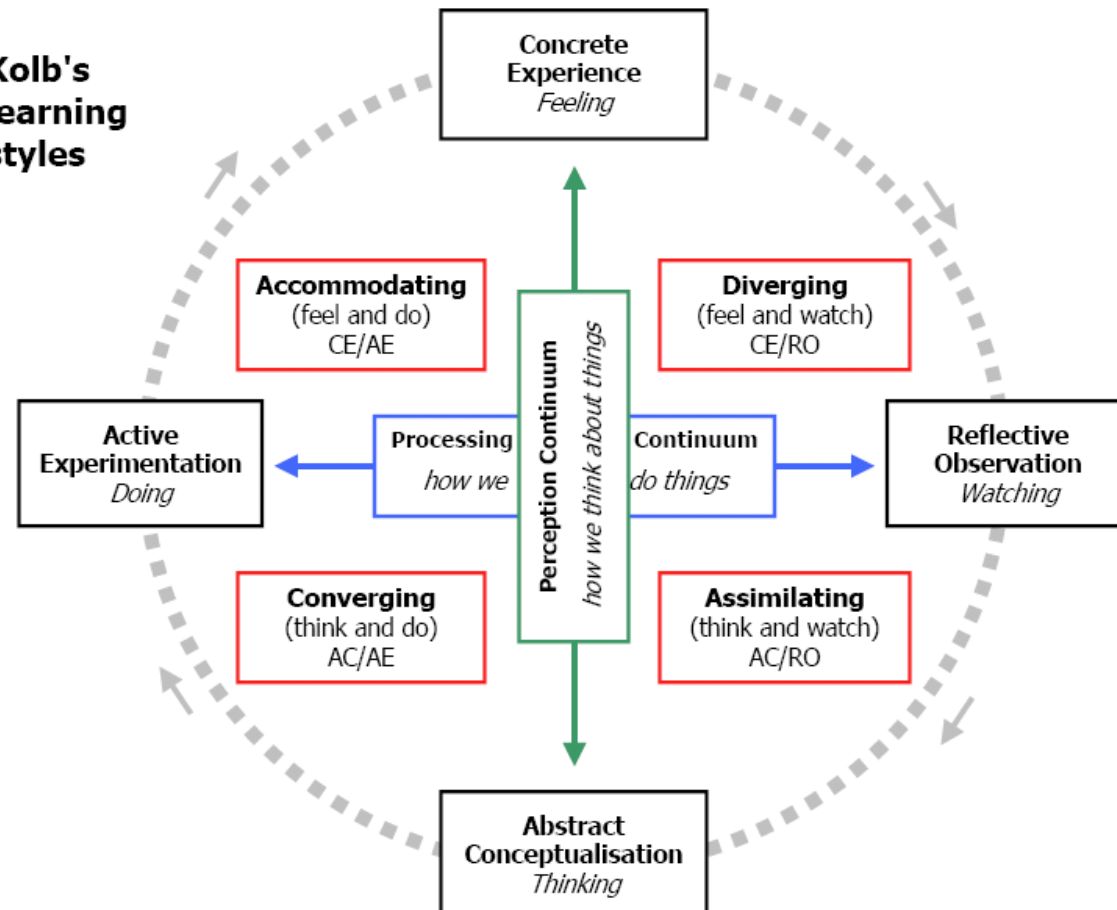 Kolb's
learning
styles
Concrete
Experience
Feeling
Accommodating
(feel and do)
CE/AE
Diverging
(feel and watch)
CE/RO
Active
Experimentation
Doing
Processing Continuum
how we do things
Perception Continuum
how we think about things
Reflective
Observation
Watching
Converging
(think and do)
AC/AE
Assimilating
(think and watch)
AC/RO
Abstract
Conceptualisation
Thinking